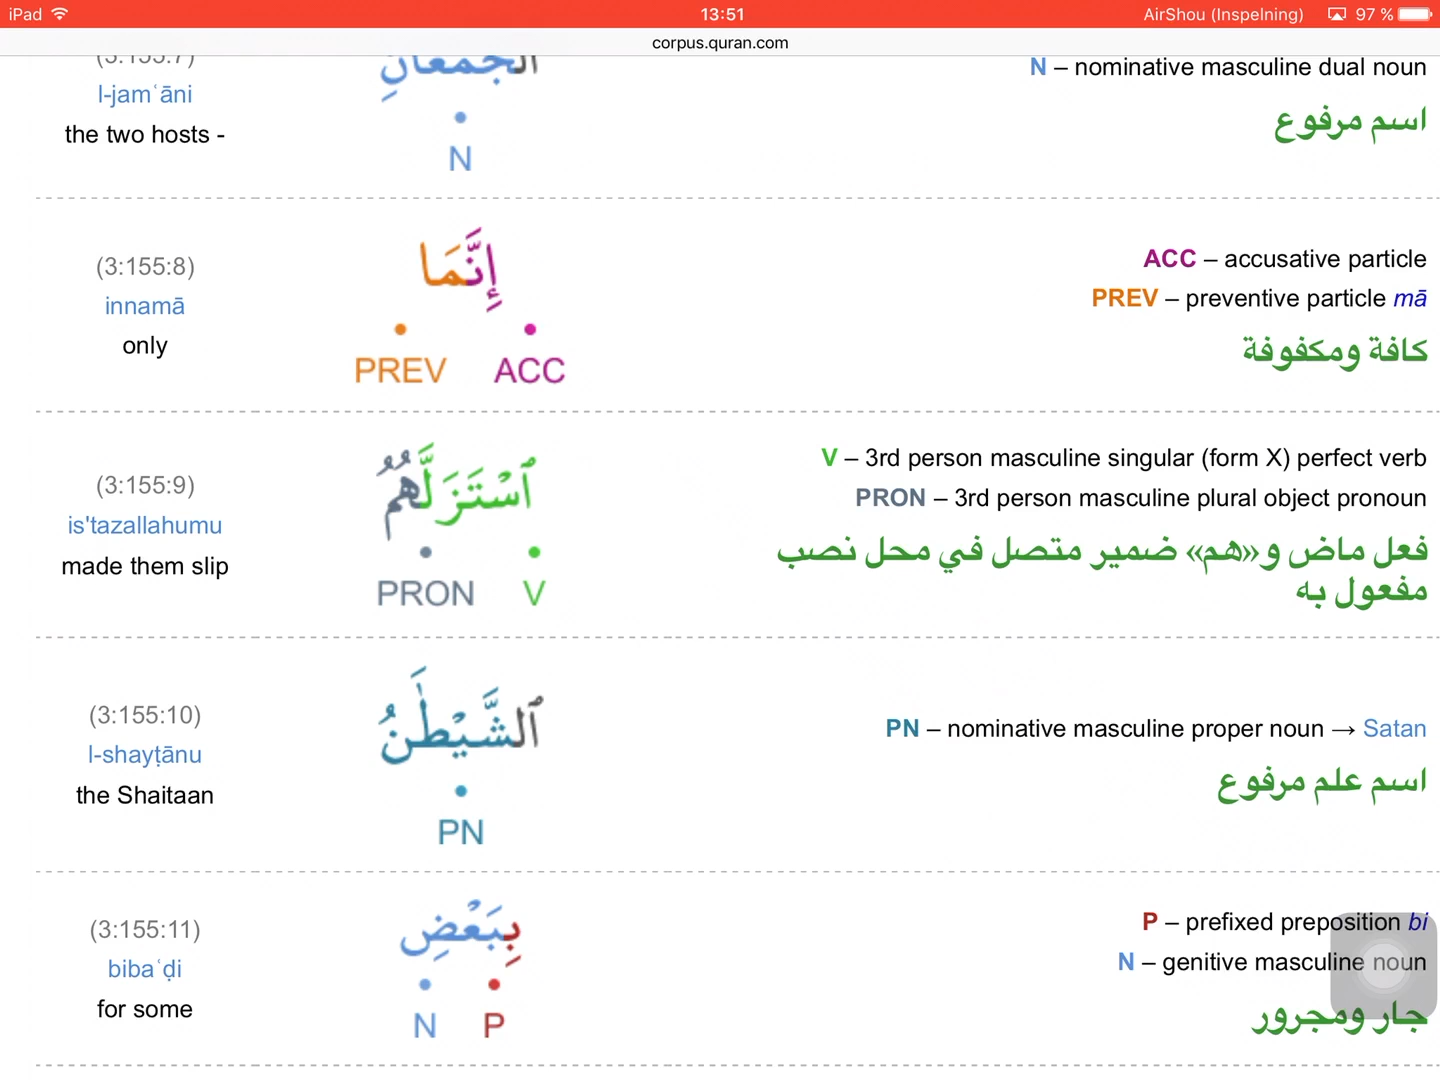 iPad 13:51 AirShou (Inspelning) 97 %
corpus.quran.com
(3:155:7)
l-jamʿāni
the two hosts -
ٱلْجَمْعَانِ
N
N – nominative masculine dual noun
اسم مرفوع
(3:155:8)
innamā
only
إِنَّمَا
PREV ACC
ACC – accusative particle
PREV – preventive particle mā
كافة ومكفوفة
(3:155:9)
is'tazallahumu
made them slip
ٱسْتَزَلَّهُمُ
PRON V
V – 3rd person masculine singular (form X) perfect verb
PRON – 3rd person masculine plural object pronoun
فعل ماض و«هم» ضمير متصل في محل نصب
مفعول به
(3:155:10)
l-shayṭānu
the Shaitaan
ٱلشَّيْطَٰنُ
PN
PN – nominative masculine proper noun → Satan
اسم علم مرفوع
(3:155:11)
bibaʿḍi
for some
بِبَعْضِ
N P
P – prefixed preposition bi
N – genitive masculine noun
جار ومجرور